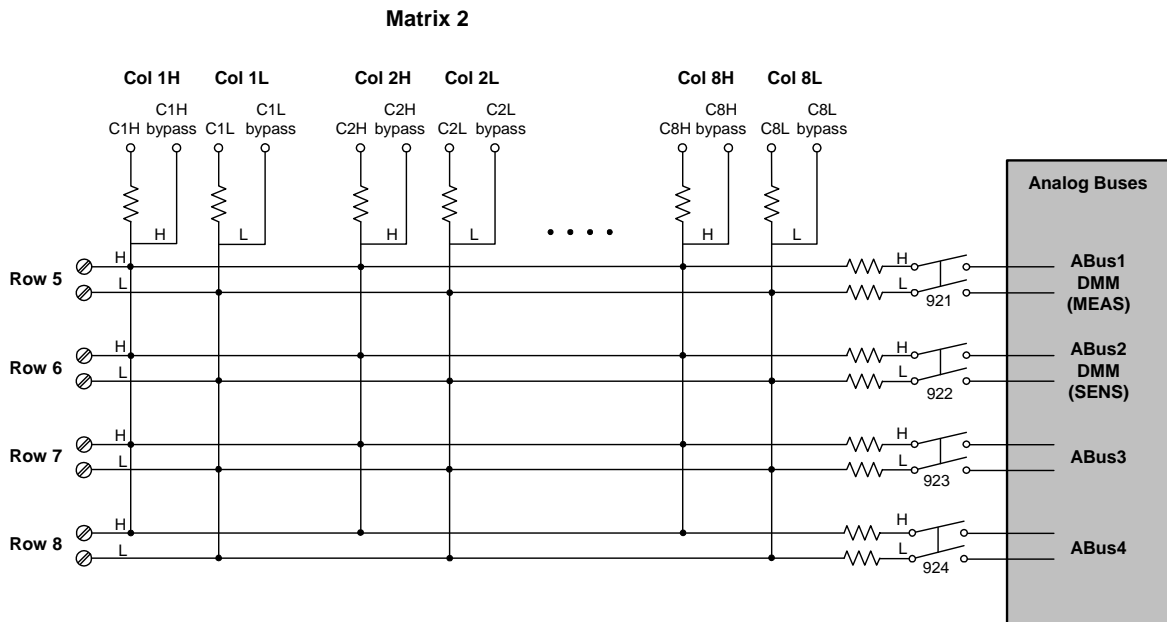 Matrix 2
Col 1H Col 1L Col 2H Col 2L Col 8H Col 8L
C1H C1L C2H C2L C8H C8L
C1H bypass C1L bypass C2H bypass C2L bypass C8H bypass C8L bypass
Analog Buses
H L H L H L
Row 5 H H ABus1
L L DMM
921 (MEAS)
Row 6 H H ABus2
L L DMM
922 (SENS)
Row 7 H H ABus3
L L
923
Row 8 H H ABus4
L L
924